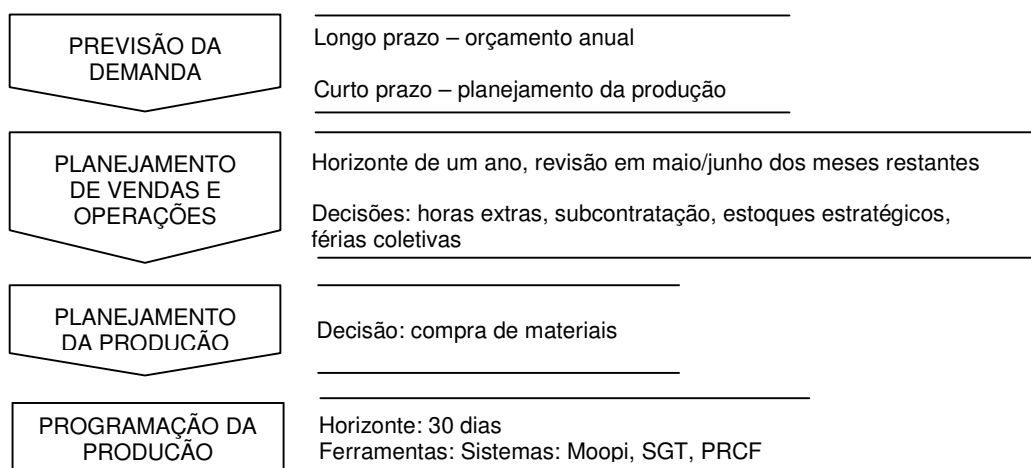 PREVISÃO DA
DEMANDA
Longo prazo – orçamento anual
Curto prazo – planejamento da produção
PLANEJAMENTO
DE VENDAS E
OPERAÇÕES
Horizonte de um ano, revisão em maio/junho dos meses restantes
Decisões: horas extras, subcontratação, estoques estratégicos,
férias coletivas
PLANEJAMENTO
DA PRODUÇÃO
Decisão: compra de materiais
PROGRAMAÇÃO DA
PRODUÇÃO
Horizonte: 30 dias
Ferramentas: Sistemas: Moopi, SGT, PRCF